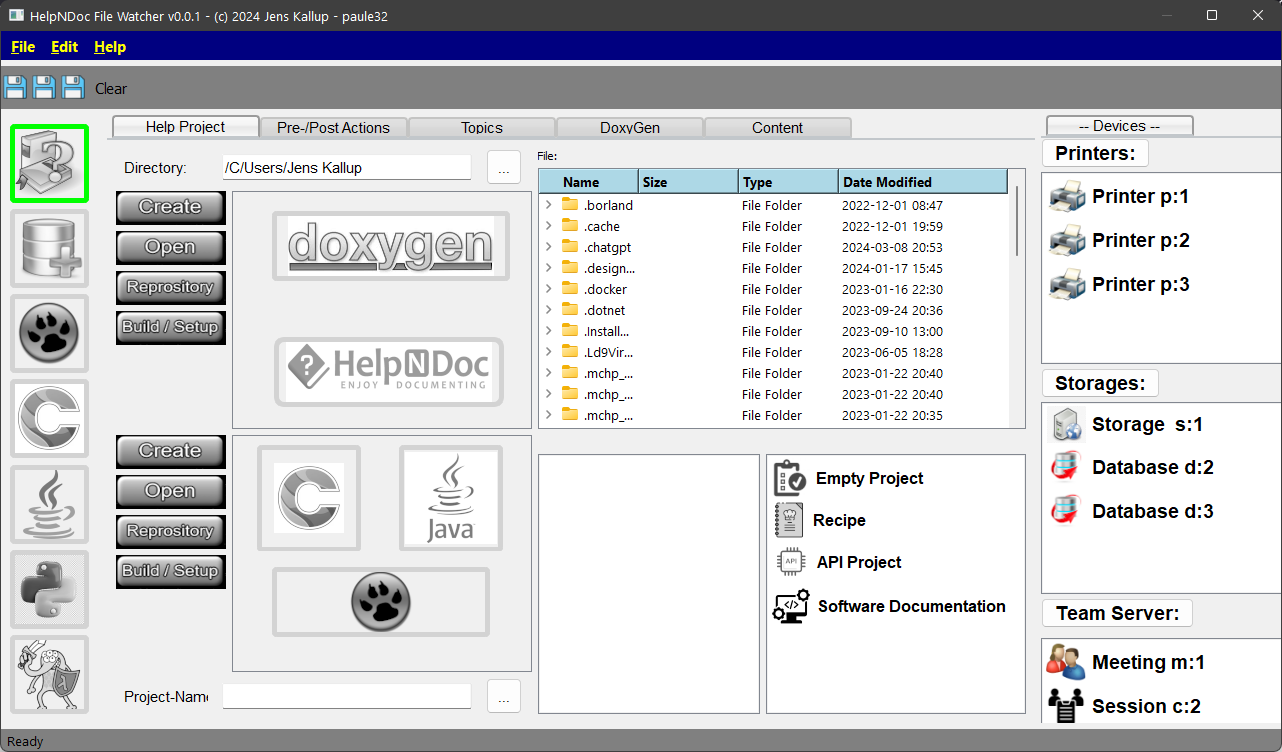 HelpNDoc File Watcher v0.0.1 - (c) 2024 Jens Kallup - paule32
File Edit Help
Clear
Help Project Pre-/Post Actions Topics DoxyGen Content
Directory: /C/Users/Jens Kallup ...
Create
Open
Reprository
Build / Setup
doxygen
? HelpNDoc
ENJOY DOCUMENTING
File:
Name Size Type Date Modified
.borland File Folder 2022-12-01 08:47
.cache File Folder 2022-12-01 19:59
.chatgpt File Folder 2024-03-08 20:53
.design... File Folder 2024-01-17 15:45
.docker File Folder 2023-01-16 22:30
.dotnet File Folder 2023-09-24 20:36
.Install... File Folder 2023-09-10 13:00
.Ld9Vir... File Folder 2023-06-05 18:28
.mchp_... File Folder 2023-01-22 20:40
.mchp_... File Folder 2023-01-22 20:40
.mchp_... File Folder 2023-01-22 20:35
Create
Open
Reprository
Build / Setup
C
Java
Project-Name ...
Empty Project
Recipe
API
API Project
</>
Software Documentation
-- Devices --
Printers:
Printer p:1
Printer p:2
Printer p:3
Storages:
Storage s:1
Database d:2
Database d:3
Team Server:
Meeting m:1
Session c:2
Ready